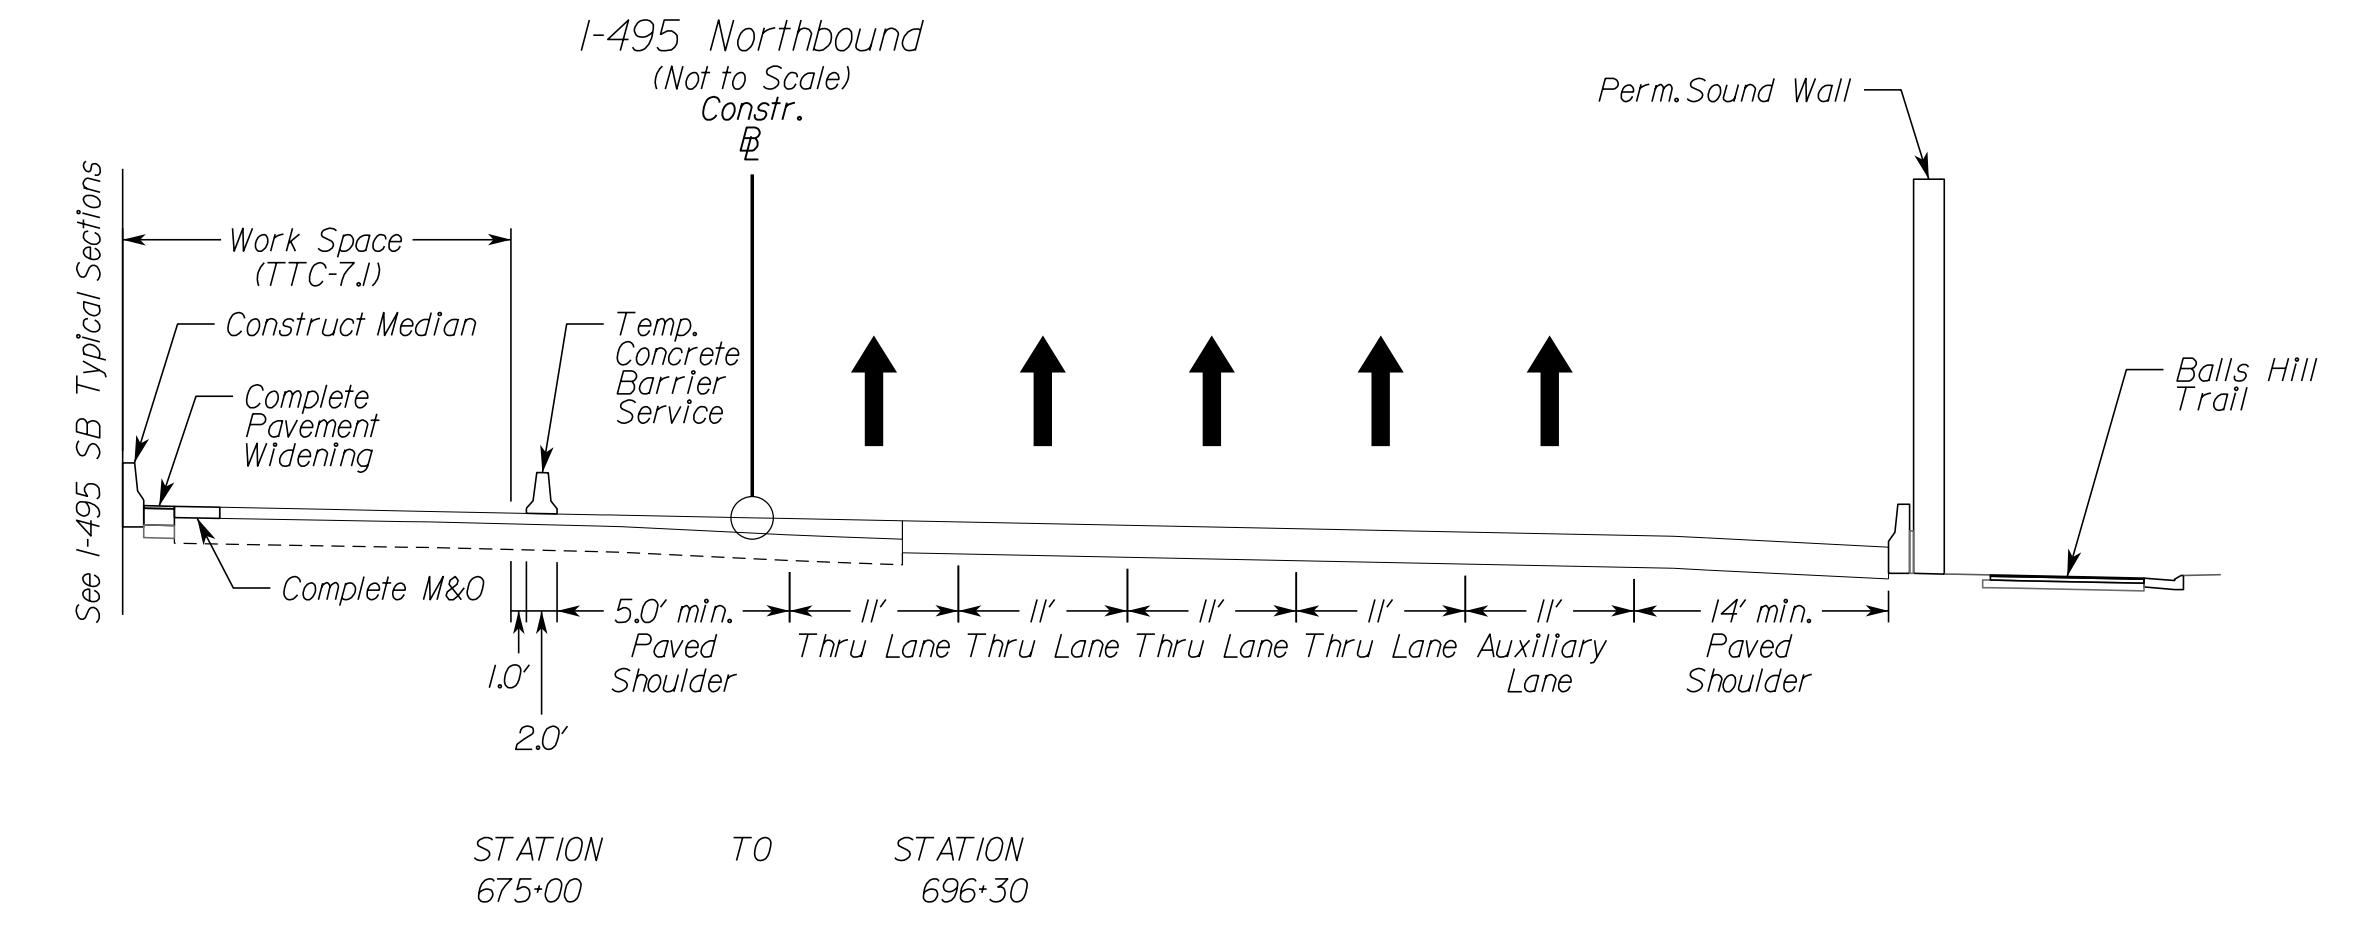 I-495 Northbound
(Not to Scale)
Constr.
BL
Perm. Sound Wall
See I-495 SB Typical Sections
Work Space
(TTC-7.1)
Construct Median
Temp.
Concrete
Barrier
Service
Complete
Pavement
Widening
Balls Hill
Trail
Complete M&O
5.0' min.
Paved
Shoulder
11'
Thru Lane
11'
Thru Lane
11'
Thru Lane
11'
Thru Lane
11'
Auxiliary
Lane
14' min.
Paved
Shoulder
1.0'
2.0'
STATION TO STATION
675+00 696+30